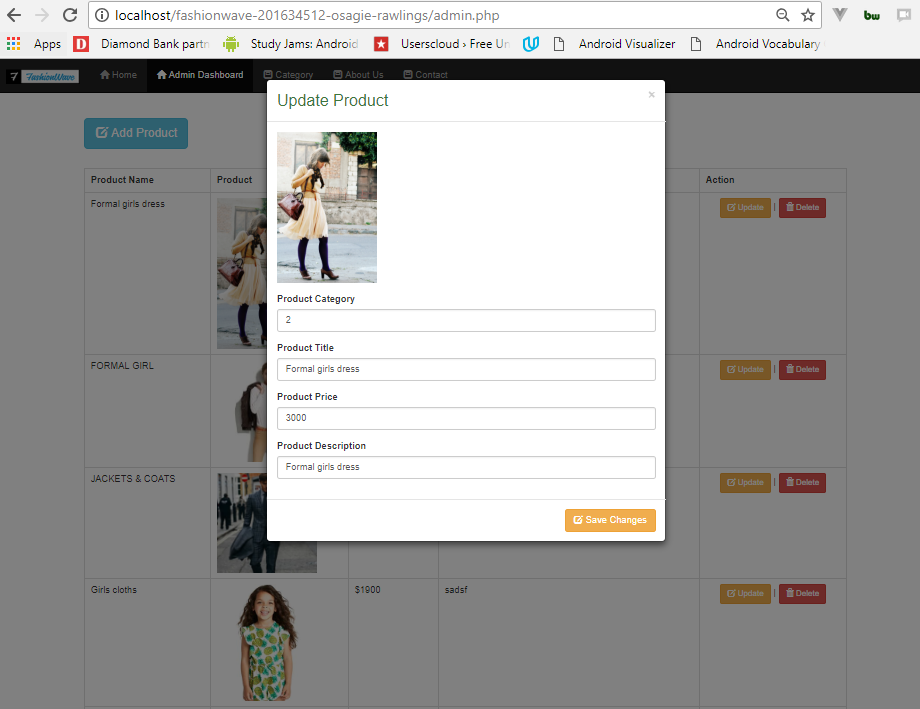 localhost/fashionwave-201634512-osagie-rawlings/admin.php
bw
Apps D Diamond Bank partn Study Jams: Android Userscloud › Free Un Android Visualizer Android Vocabulary
FashionWave Home Admin Dashboard Category About Us Contact
Update Product ×
Add Product
Product Name Product Action
Formal girls dress Update | Delete
Product Category
2
Product Title
FORMAL GIRL Update | Delete
Formal girls dress
Product Price
3000
Product Description
Formal girls dress
JACKETS & COATS Update | Delete
Save Changes
Girls cloths $1900 sadsf Update | Delete